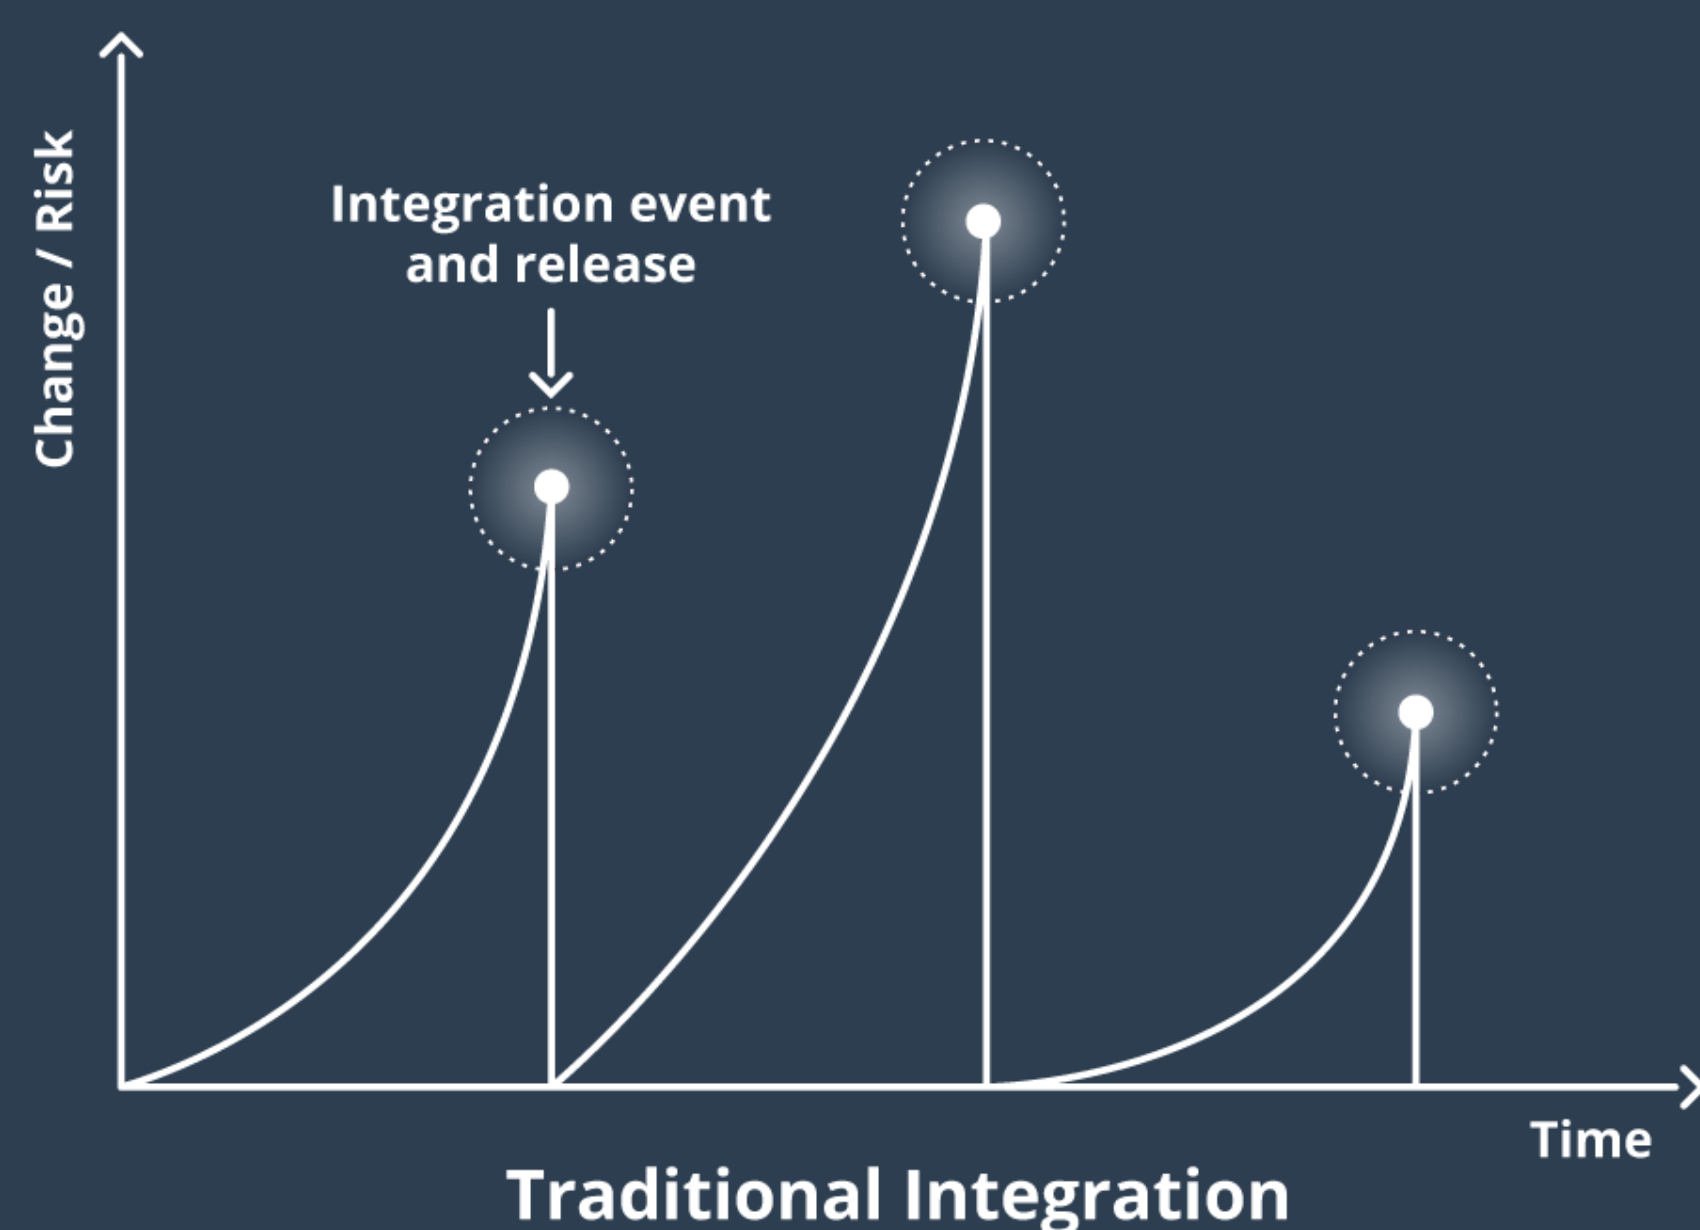 Change / Risk
Integration event
and release
Time
Traditional Integration